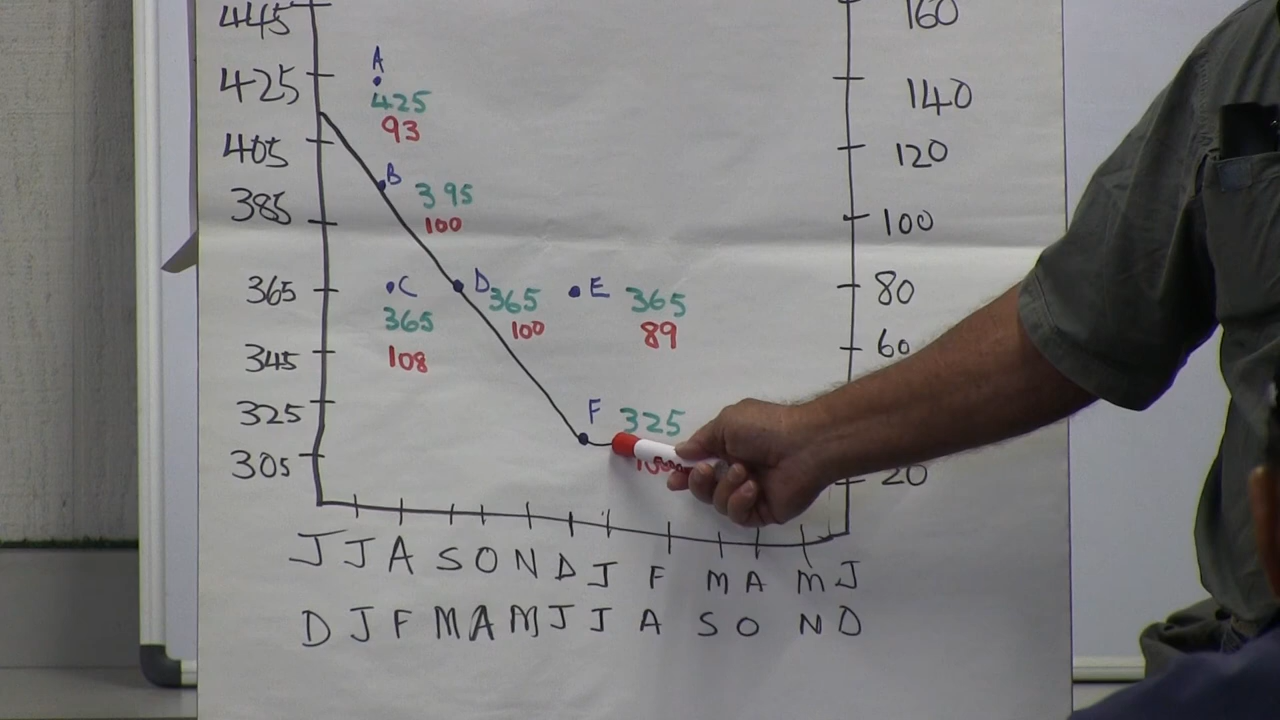 445 160
A
425 140
425
93
405 120
B
385 395 100
100
365 C D E 365 80
365 365
100 89
345 108 60
F
325 325
305 20
J J A S O N D J F M A M J
D J F M A M J J A S O N D